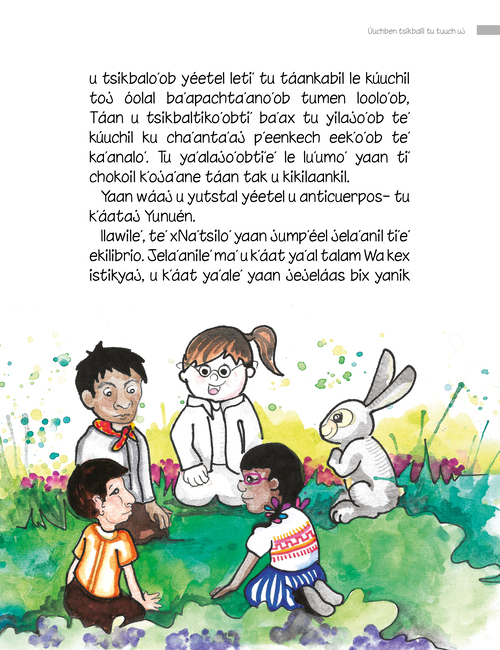 Úuchben tsikbalil tu tuuch uj
u tsikbalo'ob yéetel leti' tu táankabil le kúuchil
toj óolal ba'apachta'ano'ob tumen loolo'ob,
Táan u tsikbaltiko'obti' ba'ax tu yilajo'ob te'
kúuchil ku cha'anta'aj p'eenkech eek'o'ob te'
ka'analo'. Tu ya'alajo'obti'e' le lu'umo' yaan ti'
chokoil k'oja'ane táan tak u kikilaankil.
Yaan wáaj u yutstal yéetel u anticuerpos- tu
k'áataj Yunuén.
Ilawile', te' xNa'tsilo' yaan jump'éel jela'anil ti'e'
ekilibrio. Jela'anile' ma' u k'áat ya'al talam Wa kex
istikyaj, u k'áat ya'ale' yaan jejeláas bix yanik